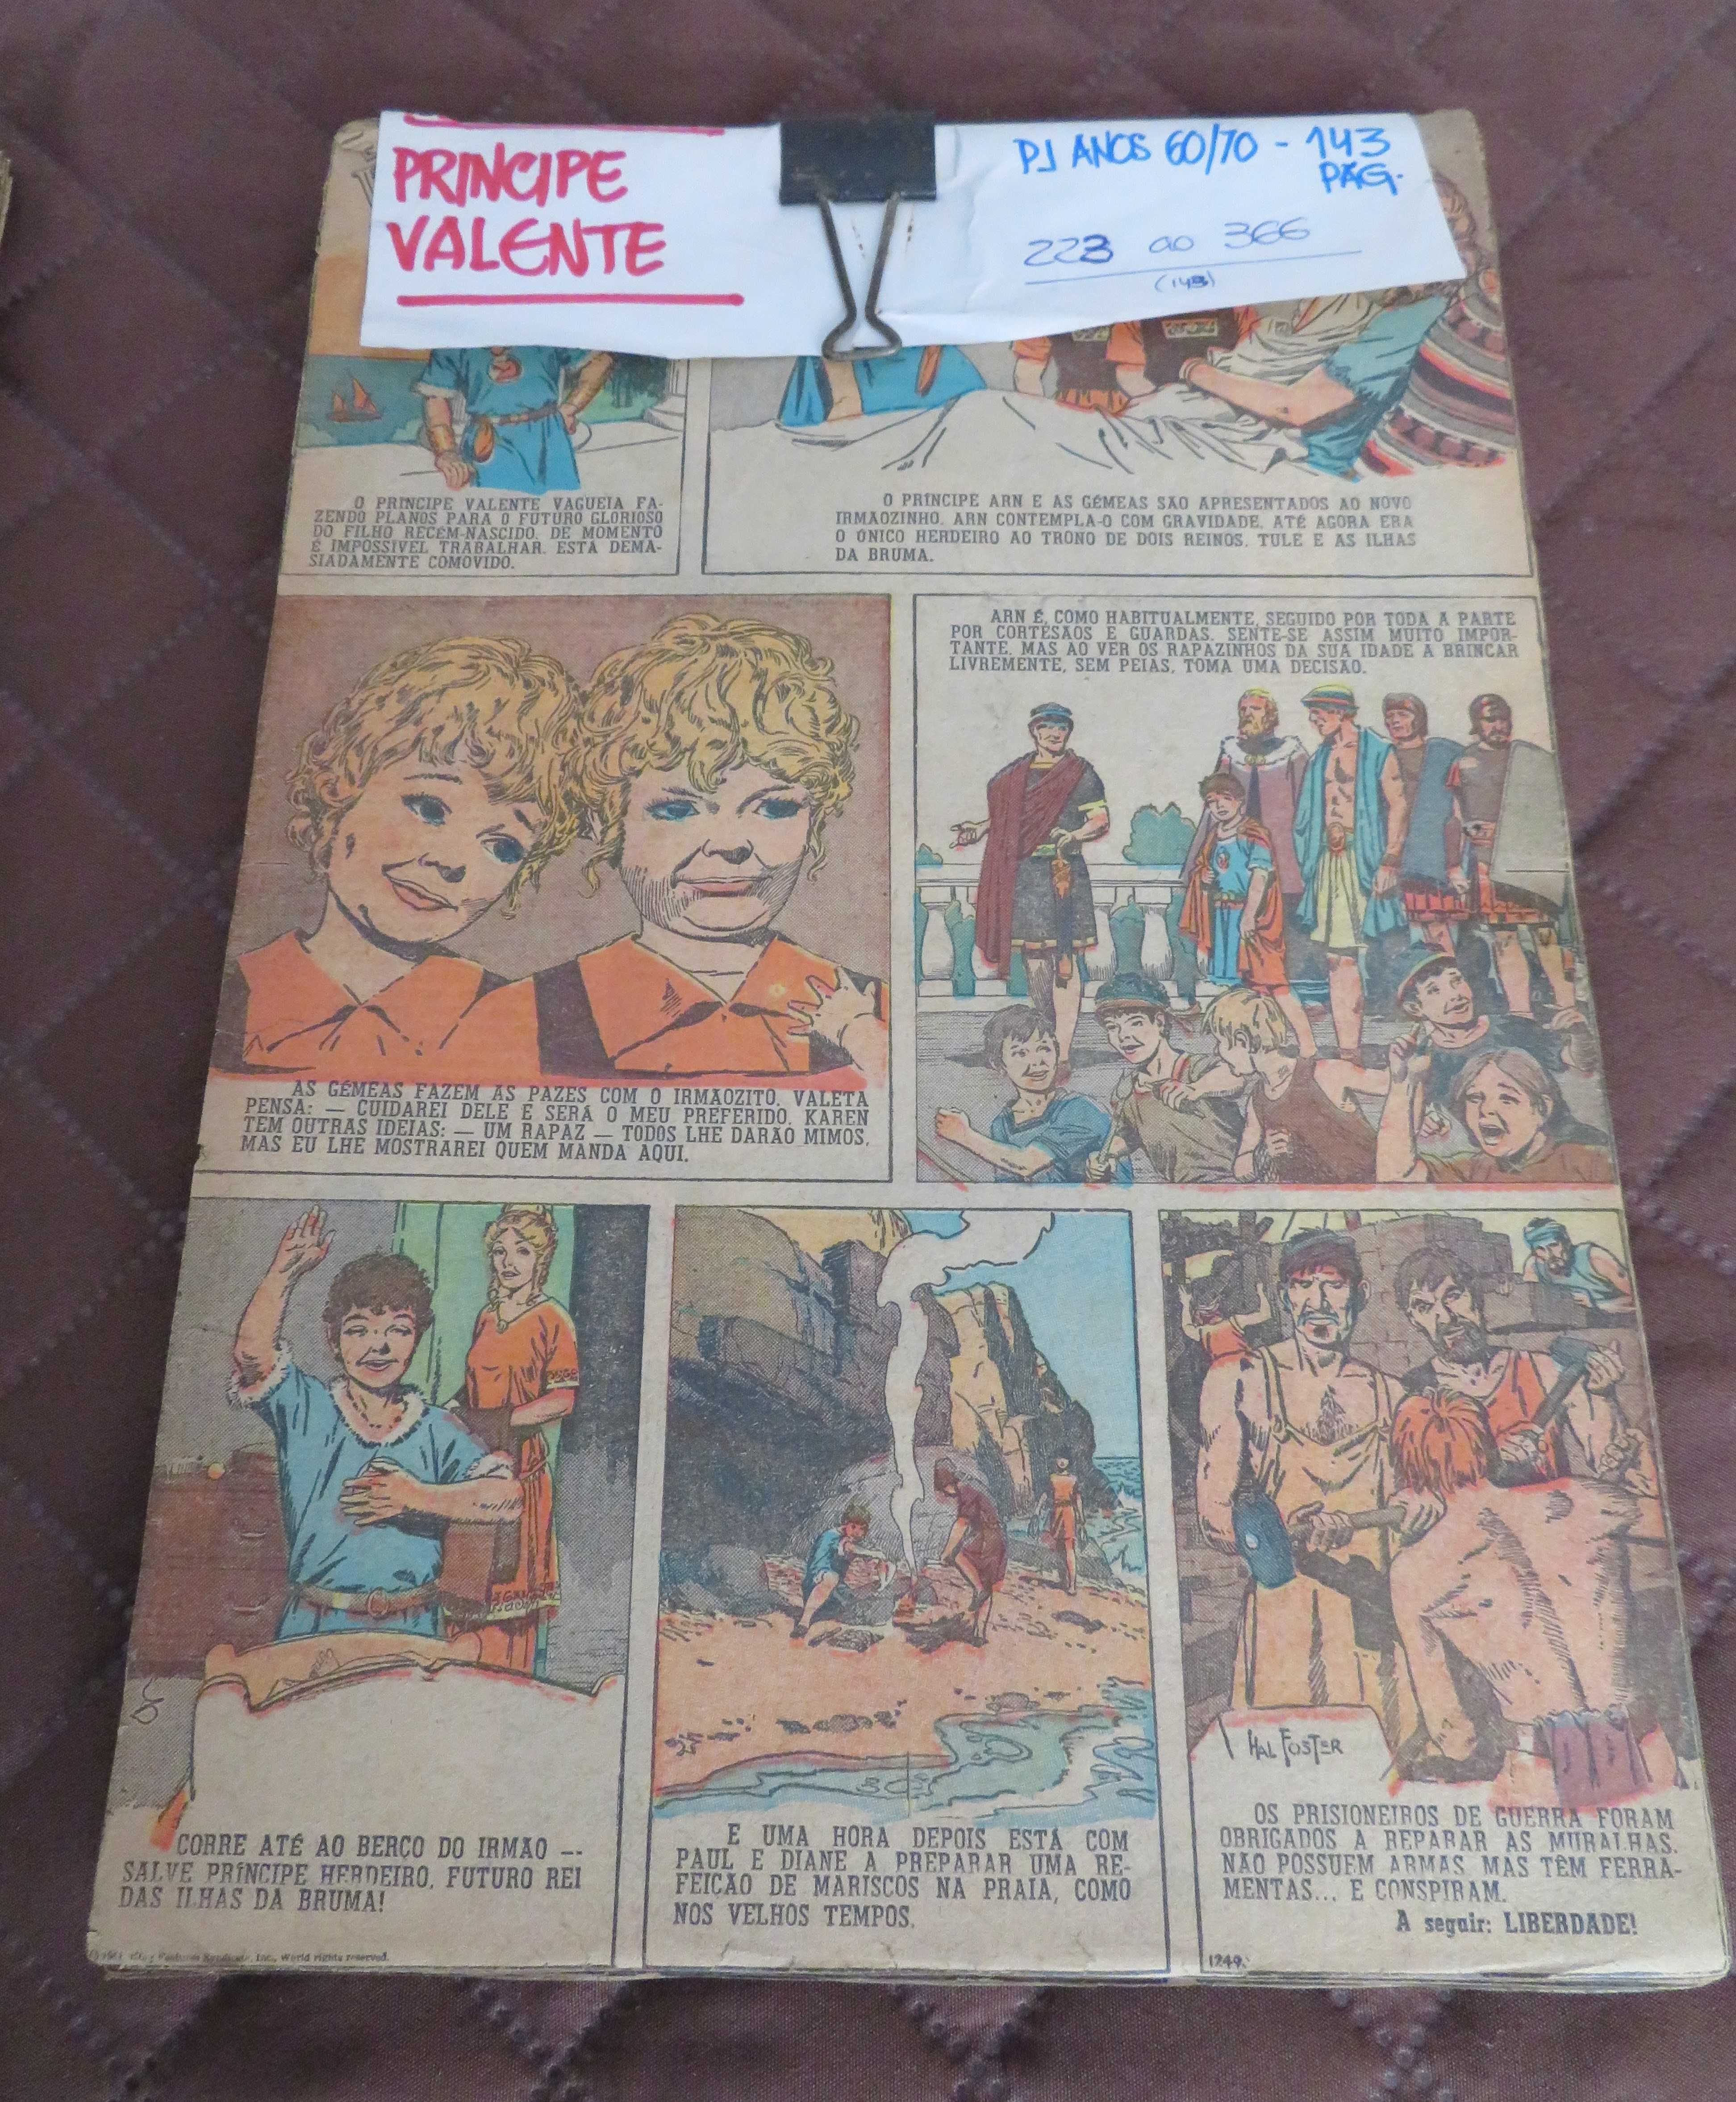 PRINCIPE
VALENTE
PJ ANOS 60/70 - 143
PÁG.
223 ao 366
(143)
O PRÍNCIPE VALENTE VAGUEIA FA-
ZENDO PLANOS PARA O FUTURO GLORIOSO
DO FILHO RECÉM-NASCIDO. DE MOMENTO
É IMPOSSÍVEL TRABALHAR. ESTÁ DEMA-
SIADAMENTE COMOVIDO.
O PRÍNCIPE ARN E AS GÉMEAS SÃO APRESENTADOS AO NOVO
IRMÃOZINHO. ARN CONTEMPLA-O COM GRAVIDADE. ATÉ AGORA ERA
O ÚNICO HERDEIRO AO TRONO DE DOIS REINOS, TULE E AS ILHAS
DA BRUMA.
AS GÉMEAS FAZEM AS PAZES COM O IRMÃOZITO. VALETA
PENSA: — CUIDAREI DELE E SERÁ O MEU PREFERIDO. KAREN
TEM OUTRAS IDEIAS: — UM RAPAZ — TODOS LHE DARÃO MIMOS,
MAS EU LHE MOSTRAREI QUEM MANDA AQUI.
ARN É, COMO HABITUALMENTE, SEGUIDO POR TODA A PARTE
POR CORTESÃOS E GUARDAS. SENTE-SE ASSIM MUITO IMPOR-
TANTE. MAS AO VER OS RAPAZINHOS DA SUA IDADE A BRINCAR
LIVREMENTE, SEM PEIAS, TOMA UMA DECISÃO.
CORRE ATÉ AO BERÇO DO IRMÃO --
SALVE PRÍNCIPE HERDEIRO, FUTURO REI
DAS ILHAS DA BRUMA!
E UMA HORA DEPOIS ESTÁ COM
PAUL E DIANE A PREPARAR UMA RE-
FEIÇÃO DE MARISCOS NA PRAIA, COMO
NOS VELHOS TEMPOS.
HAL FOSTER
OS PRISIONEIROS DE GUERRA FORAM
OBRIGADOS A REPARAR AS MURALHAS.
NÃO POSSUEM ARMAS MAS TÊM FERRA-
MENTAS... E CONSPIRAM.
A seguir: LIBERDADE!
Inc., World rights reserved.
1249.